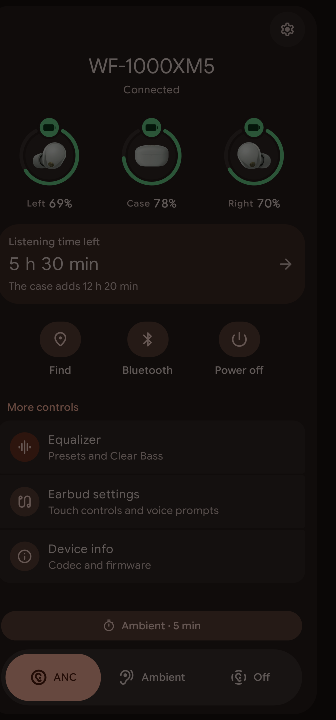 WF-1000XM5
Connected
Left 69% Case 78% Right 70%
Listening time left
5 h 30 min
The case adds 12 h 20 min
Find Bluetooth Power off
More controls
Equalizer
Presets and Clear Bass
Earbud settings
Touch controls and voice prompts
Device info
Codec and firmware
Ambient · 5 min
ANC Ambient Off